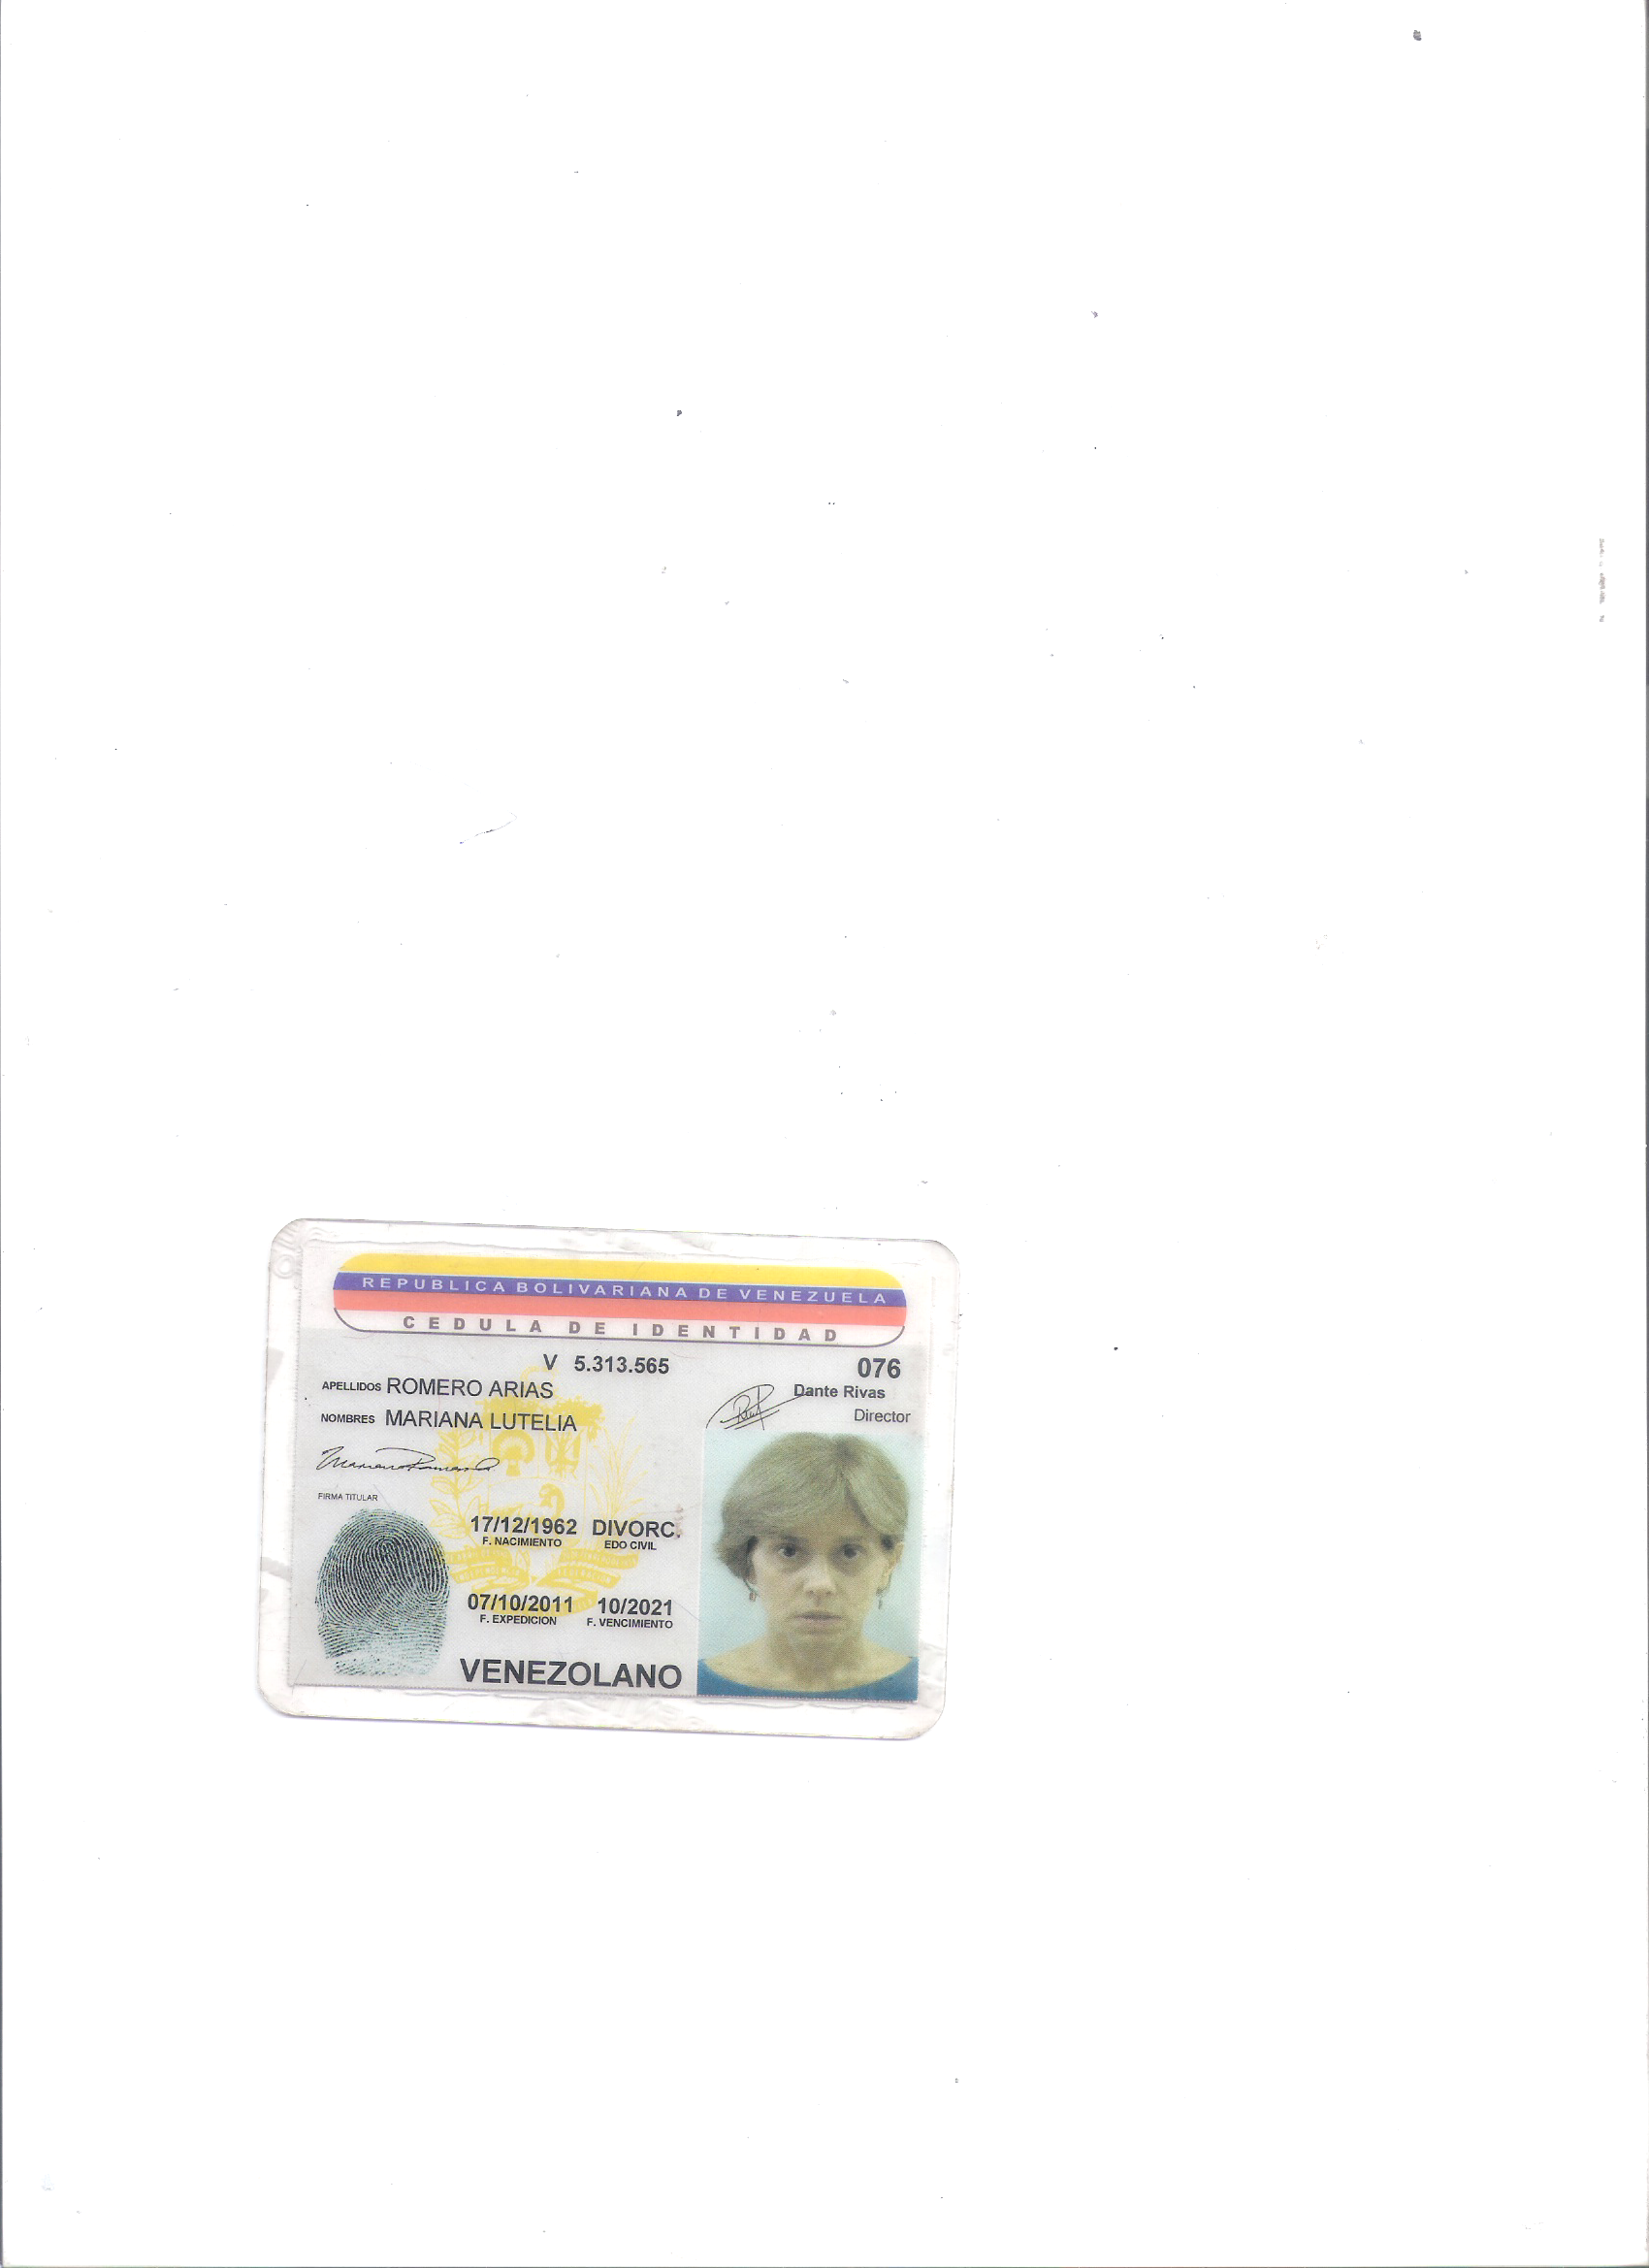 REPUBLICA BOLIVARIANA DE VENEZUELA
CEDULA DE IDENTIDAD
V 5.313.565 076
APELLIDOS ROMERO ARIAS Dante Rivas
NOMBRES MARIANA LUTELIA Director
FIRMA TITULAR
17/12/1962 DIVORC.
F. NACIMIENTO EDO CIVIL
07/10/2011 10/2021
F. EXPEDICION F. VENCIMIENTO
VENEZOLANO